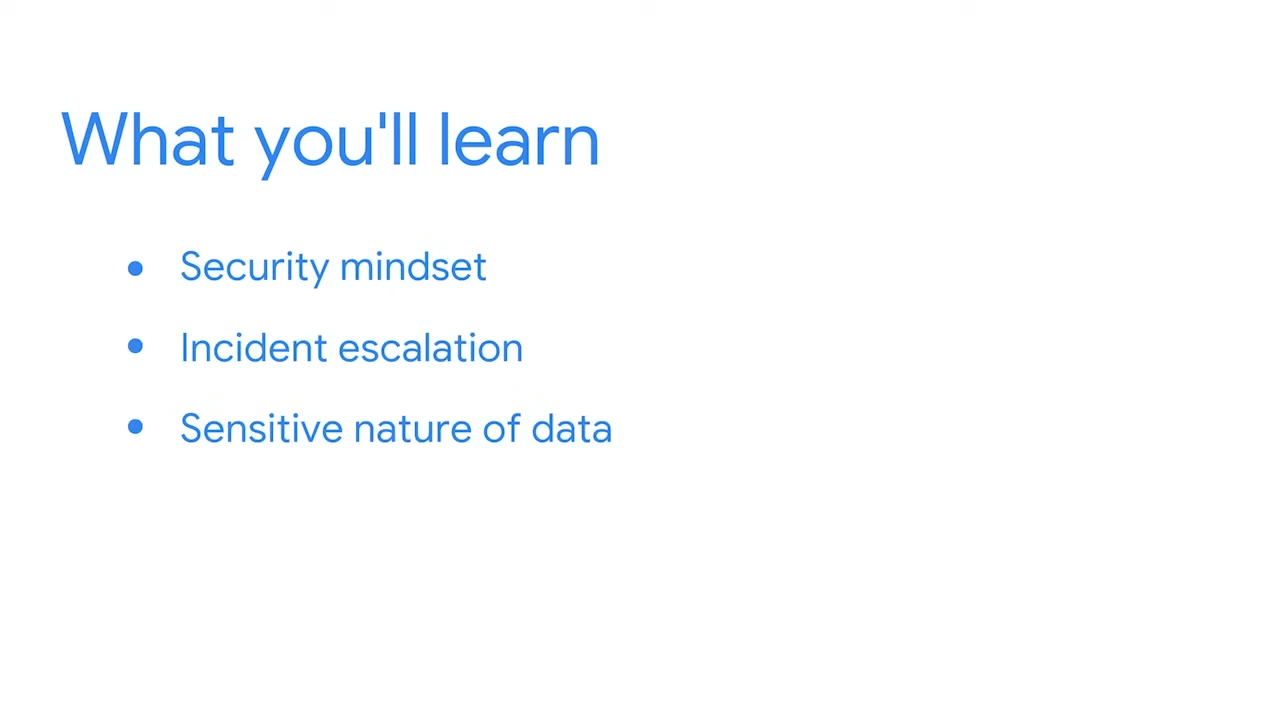 What you'll learn
• Security mindset
• Incident escalation
• Sensitive nature of data